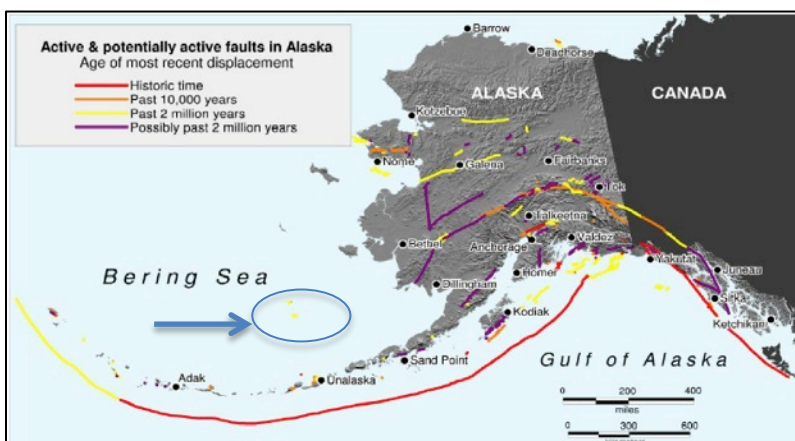 Active & potentially active faults in Alaska
Age of most recent displacement
Historic time
Past 10,000 years
Past 2 million years
Possibly past 2 million years
Barrow
Deadhorse
ALASKA
CANADA
Kotzebue
Nome
Galena
Fairbanks
Tok
Talkeetna
Bethel
Anchorage
Valdez
Yakutat
Juneau
Bering Sea
Dillingham
Homer
Sitka
Kodiak
Ketchikan
Adak
Unalaska
Sand Point
Gulf of Alaska
0 200 400
miles
0 300 600